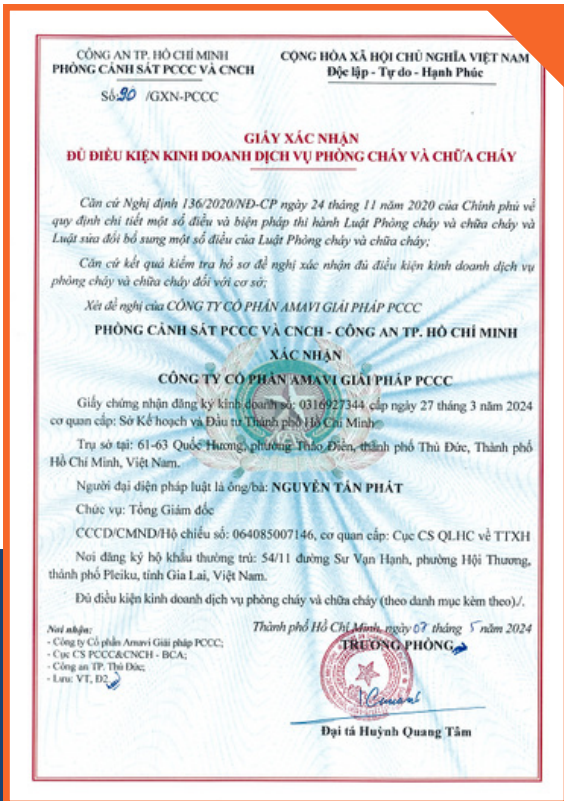 CÔNG AN TP. HỒ CHÍ MINH
PHÒNG CẢNH SÁT PCCC VÀ CNCH
Số: 90 /GXN-PCCC
CỘNG HÒA XÃ HỘI CHỦ NGHĨA VIỆT NAM
Độc lập - Tự do - Hạnh Phúc
GIẤY XÁC NHẬN
ĐỦ ĐIỀU KIỆN KINH DOANH DỊCH VỤ PHÒNG CHÁY VÀ CHỮA CHÁY
Căn cứ Nghị định 136/2020/NĐ-CP ngày 24 tháng 11 năm 2020 của Chính phủ về
quy định chi tiết một số điều và biện pháp thi hành Luật Phòng cháy và chữa cháy và
Luật sửa đổi bổ sung một số điều của Luật Phòng cháy và chữa cháy;
Căn cứ kết quả kiểm tra hồ sơ đề nghị xác nhận đủ điều kiện kinh doanh dịch vụ
phòng cháy và chữa cháy đối với cơ sở;
Xét đề nghị của CÔNG TY CỔ PHẦN AMAVI GIẢI PHÁP PCCC
PHÒNG CẢNH SÁT PCCC VÀ CNCH - CÔNG AN TP. HỒ CHÍ MINH
XÁC NHẬN
CÔNG TY CỔ PHẦN AMAVI GIẢI PHÁP PCCC
Giấy chứng nhận đăng ký kinh doanh số: 0316927344 cấp ngày 27 tháng 3 năm 2024
cơ quan cấp: Sở Kế hoạch và Đầu tư Thành phố Hồ Chí Minh
Trụ sở tại: 61-63 Quốc Hương, phường Thảo Điền, thành phố Thủ Đức, Thành phố
Hồ Chí Minh, Việt Nam.
Người đại diện pháp luật là ông/bà: NGUYỄN TẤN PHÁT
Chức vụ: Tổng Giám đốc
CCCD/CMND/Hộ chiếu số: 064085007146, cơ quan cấp: Cục CS QLHC về TTXH
Nơi đăng ký hộ khẩu thường trú: 54/11 đường Sư Vạn Hạnh, phường Hội Thương,
thành phố Pleiku, tỉnh Gia Lai, Việt Nam.
Đủ điều kiện kinh doanh dịch vụ phòng cháy và chữa cháy (theo danh mục kèm theo)./.
Nơi nhận:
- Công ty Cổ phần Amavi Giải pháp PCCC;
- Cục CS PCCC&CNCH - BCA;
- Công an TP. Thủ Đức;
- Lưu: VT, Đ2
Thành phố Hồ Chí Minh, ngày 07 tháng 5 năm 2024
TRƯỞNG PHÒNG
Đại tá Huỳnh Quang Tâm